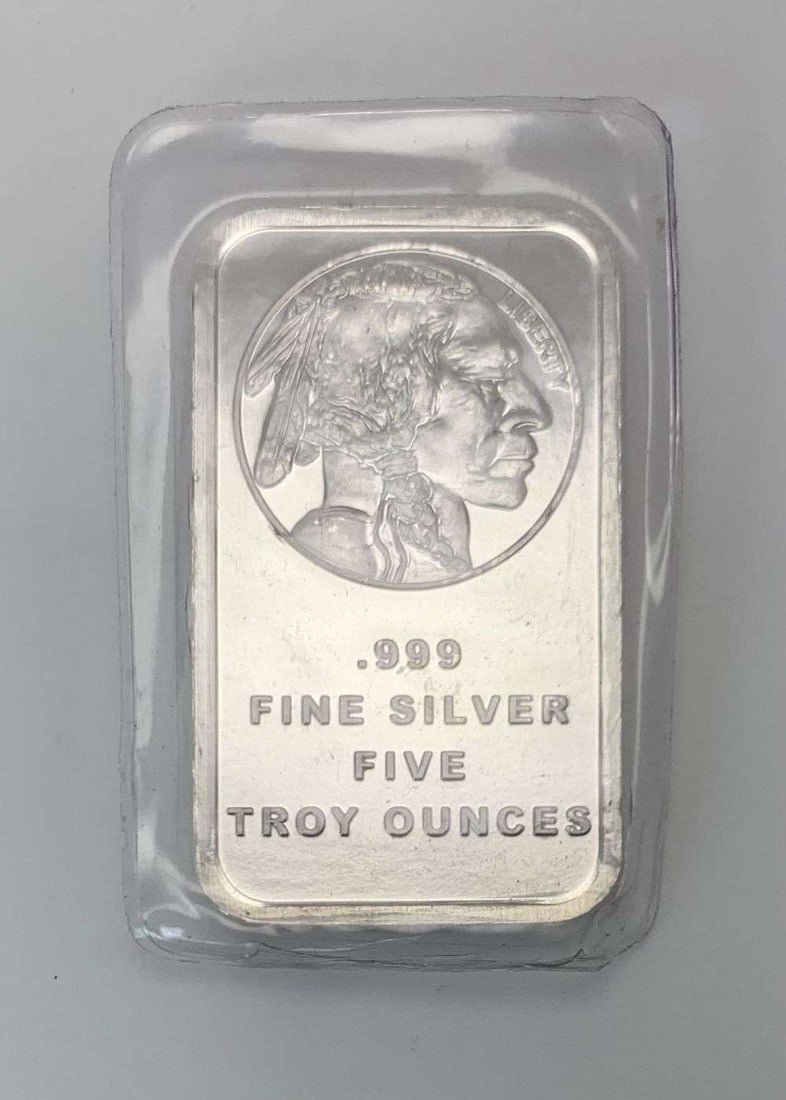 LIBERTY
.999
FINE SILVER
FIVE
TROY OUNCES